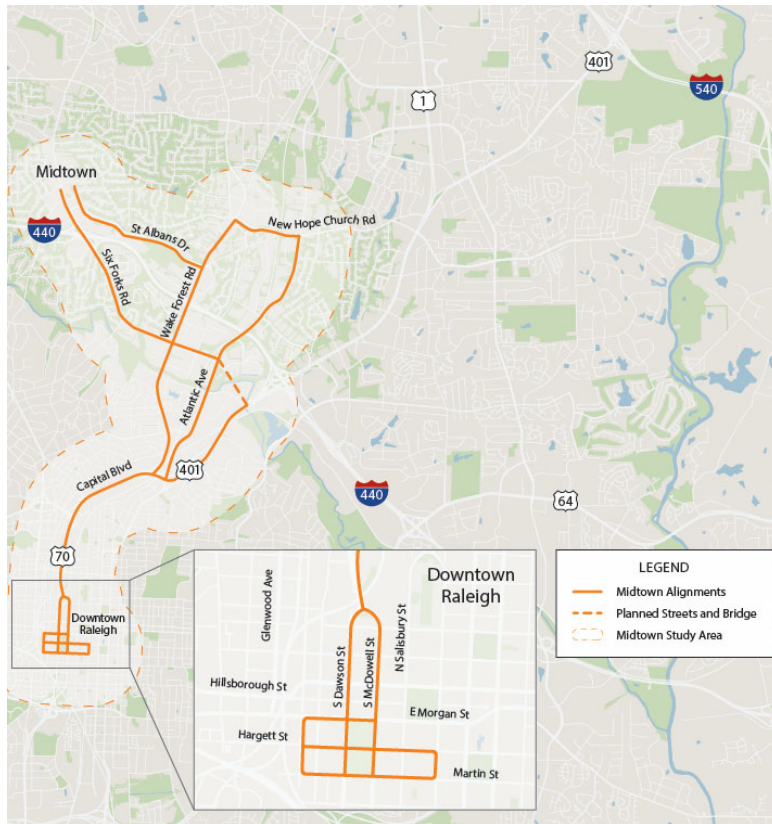 401
540
1
Midtown
New Hope Church Rd
440
St Albans Dr
Six Forks Rd
Wake Forest Rd
Atlantic Ave
401
Capital Blvd
440
64
70
Downtown
Raleigh
Downtown
Raleigh
Glenwood Ave
N Salisbury St
S Dawson St
S McDowell St
Hillsborough St
E Morgan St
Hargett St
Martin St
LEGEND
Midtown Alignments
Planned Streets and Bridge
Midtown Study Area